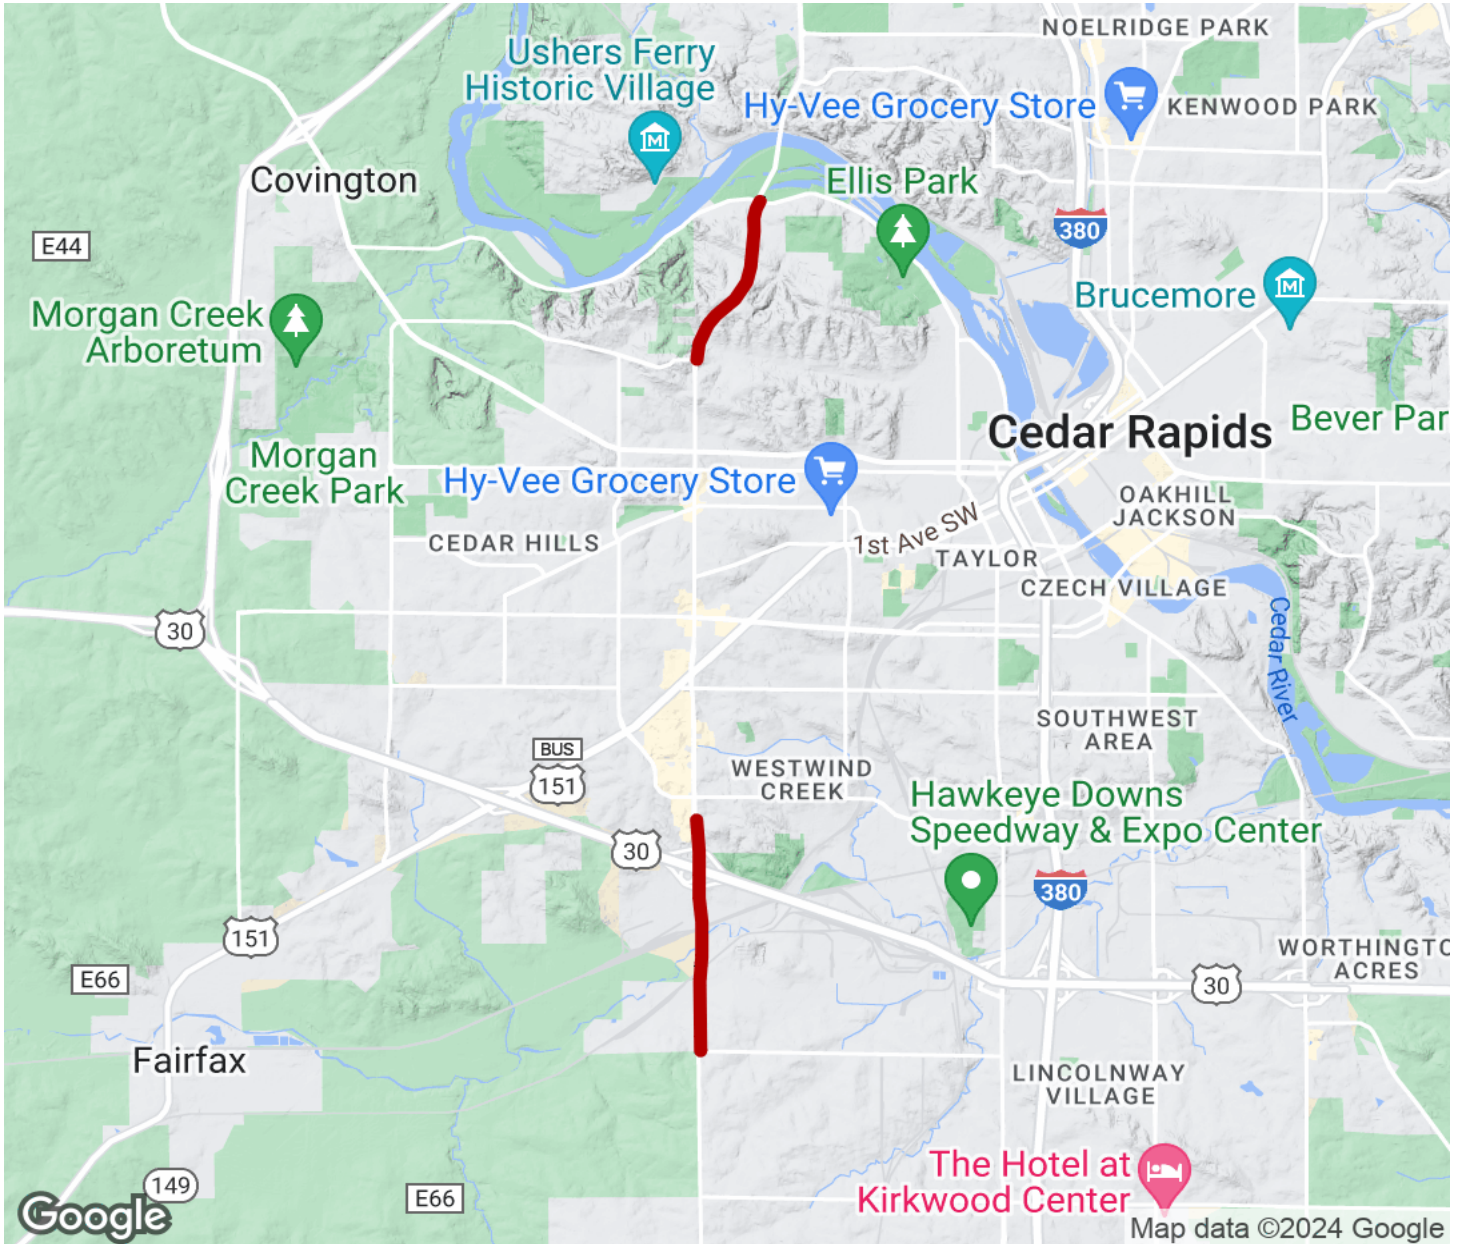 NOELRIDGE PARK
Ushers Ferry
Historic Village
Hy-Vee Grocery Store
KENWOOD PARK
Covington
Ellis Park
380
E44
Brucemore
Morgan Creek
Arboretum
Cedar Rapids
Bever Par
Morgan
Creek Park
Hy-Vee Grocery Store
OAKHILL
JACKSON
1st Ave SW
CEDAR HILLS
TAYLOR
CZECH VILLAGE
30
Cedar River
SOUTHWEST
AREA
BUS
151
WESTWIND
CREEK
Hawkeye Downs
Speedway & Expo Center
30
380
151
WORTHINGTO
ACRES
E66
30
Fairfax
LINCOLNWAY
VILLAGE
The Hotel at
Kirkwood Center
149
E66
Google
Map data ©2024 Google